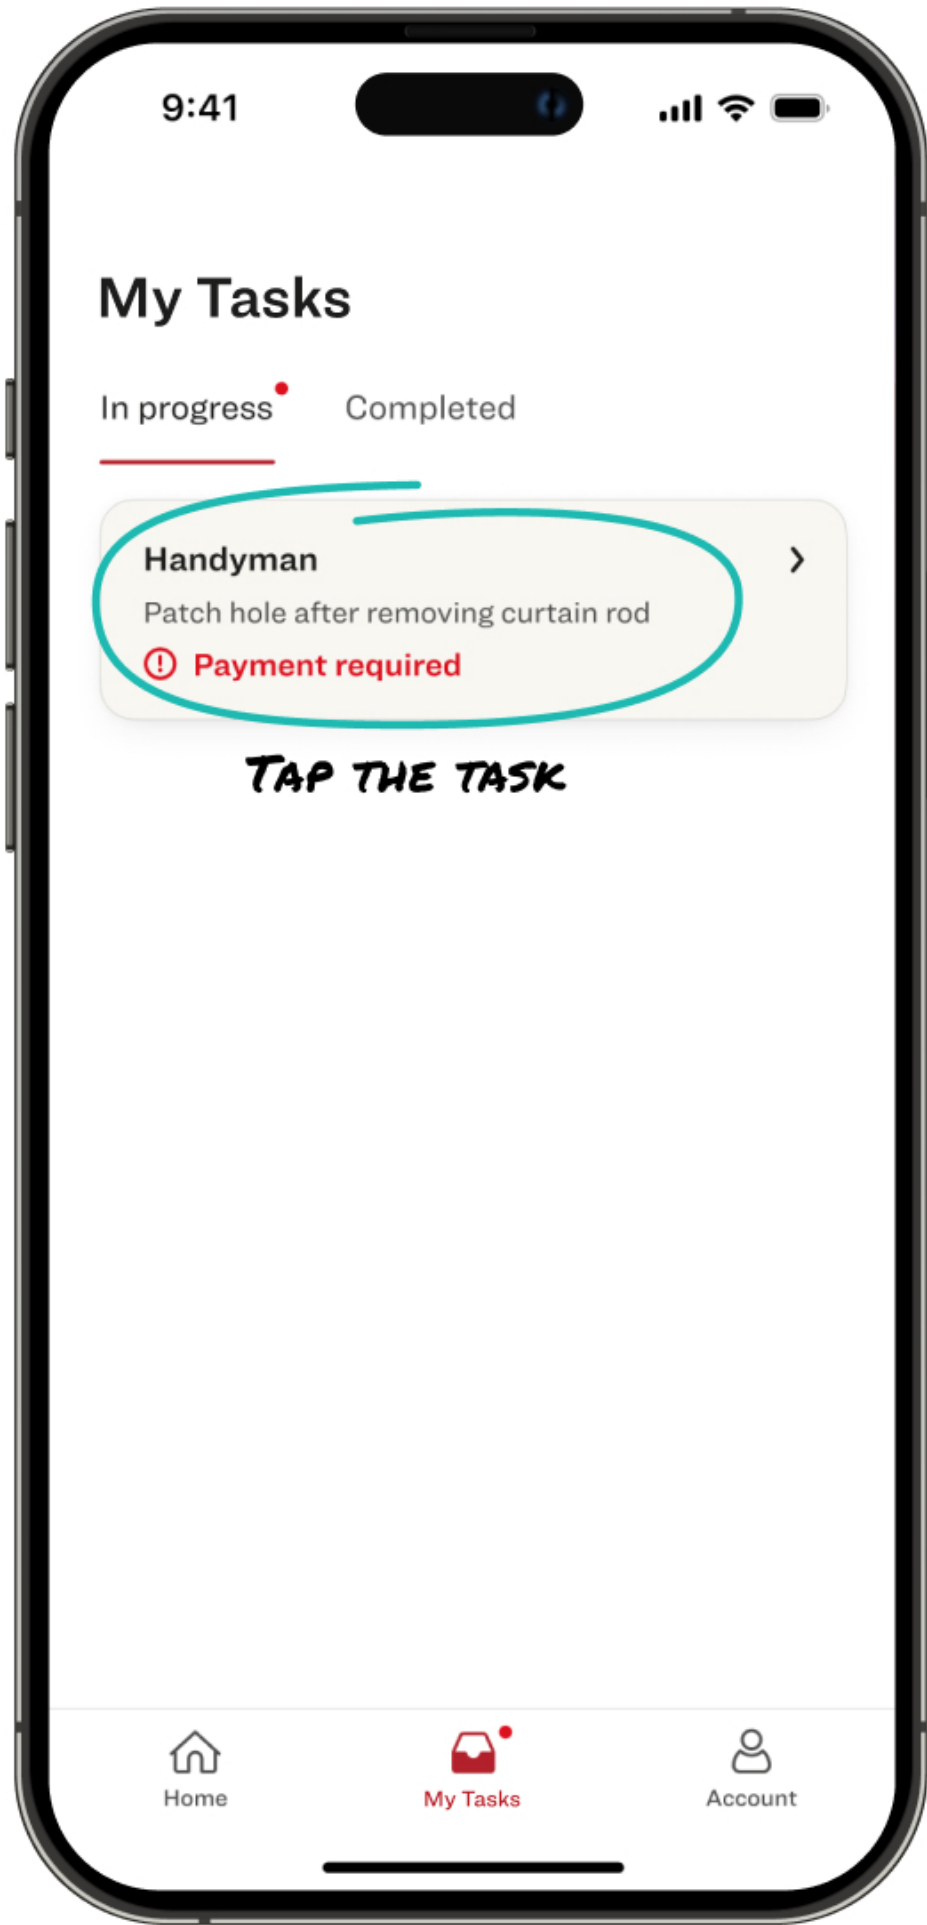 9:41
My Tasks
In progress
Completed
Handyman
Patch hole after removing curtain rod
Payment required
TAP THE TASK
Home
My Tasks
Account